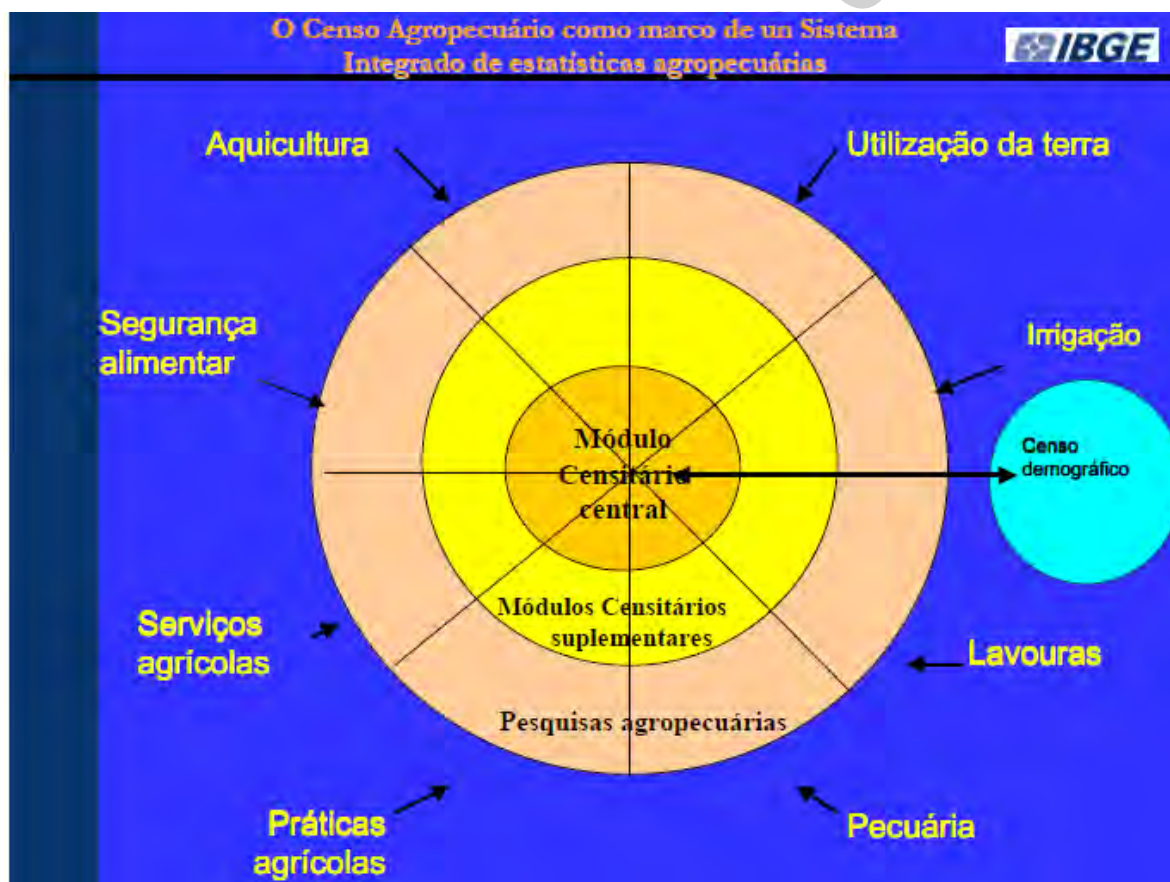 O Censo Agropecuário como marco de un Sistema
Integrado de estatísticas agropecuárias
IBGE
Aquicultura
Utilização da terra
Segurança
alimentar
Irrigação
Módulo
Censitário
central
Censo
demográfico
Módulos Censitários
suplementares
Serviços
agrícolas
Lavouras
Pesquisas agropecuárias
Práticas
agrícolas
Pecuária